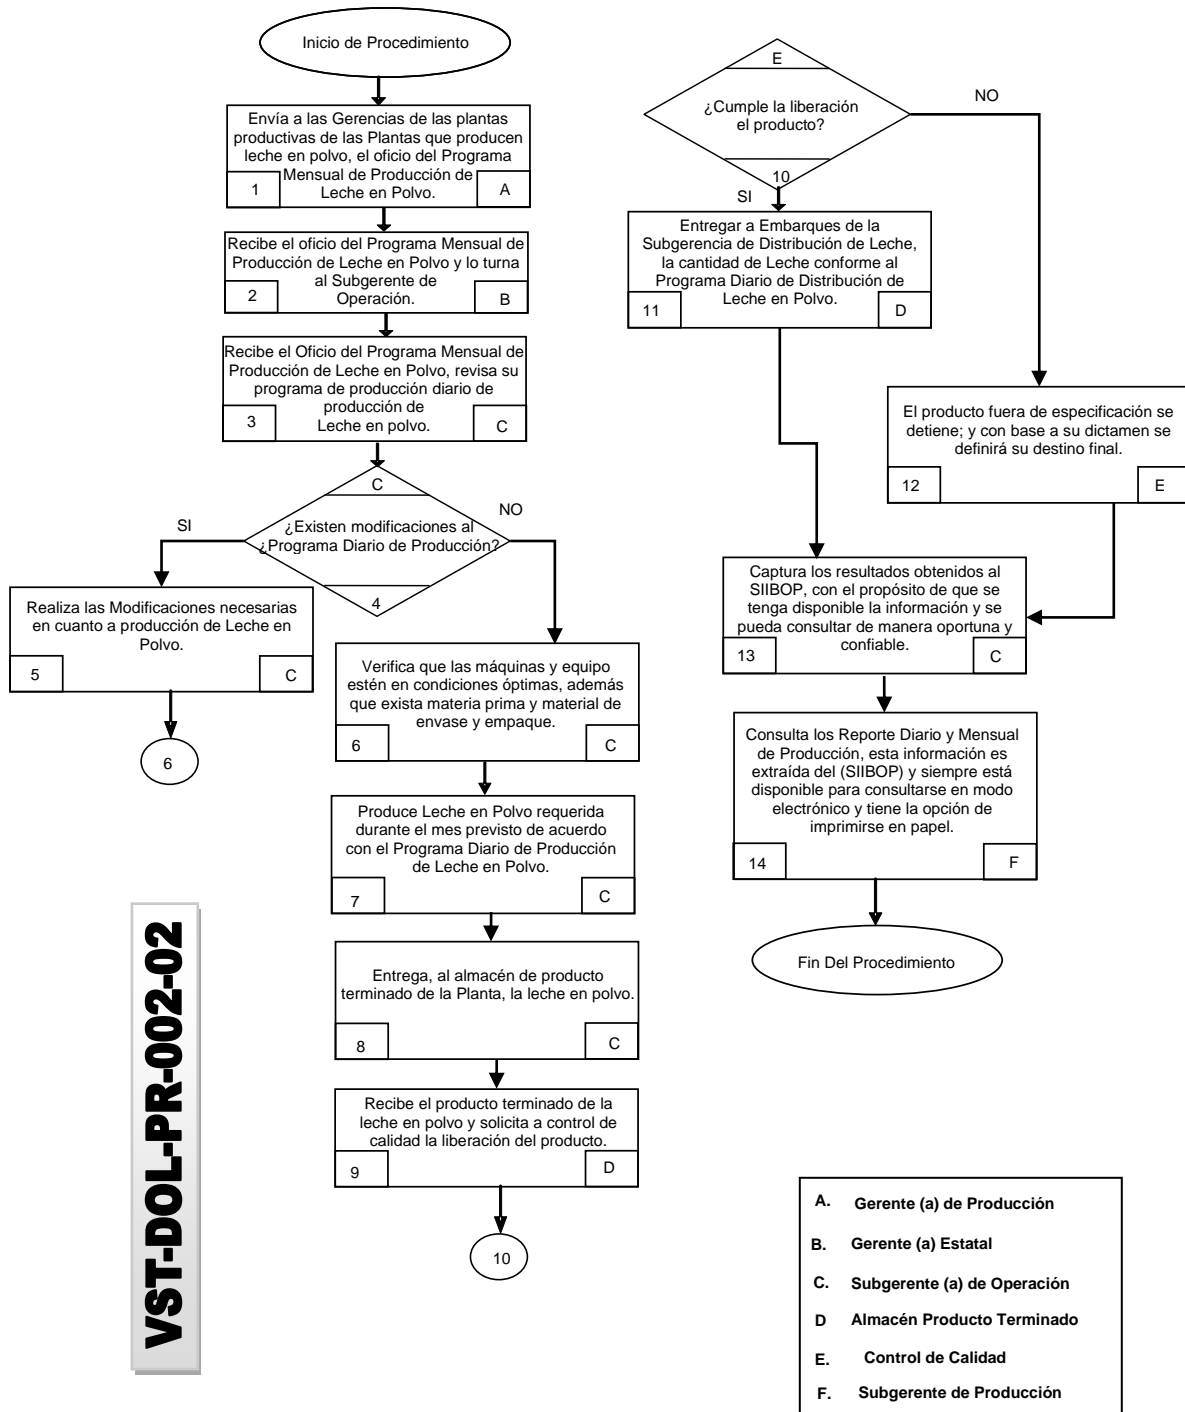 Inicio de Procedimiento
Envía a las Gerencias de las plantas
productivas de las Plantas que producen
leche en polvo, el oficio del Programa
Mensual de Producción de
Leche en Polvo.
1
A
Recibe el oficio del Programa Mensual de
Producción de Leche en Polvo y lo turna
al Subgerente de
Operación.
2
B
Recibe el Oficio del Programa Mensual de
Producción de Leche en Polvo, revisa su
programa de producción diario de
producción de
Leche en polvo.
3
C
C
¿Existen modificaciones al
¿Programa Diario de Producción?
4
SI
NO
Realiza las Modificaciones necesarias
en cuanto a producción de Leche en
Polvo.
5
C
6
Verifica que las máquinas y equipo
estén en condiciones óptimas, además
que exista materia prima y material de
envase y empaque.
6
C
Produce Leche en Polvo requerida
durante el mes previsto de acuerdo
con el Programa Diario de Producción
de Leche en Polvo.
7
C
Entrega, al almacén de producto
terminado de la Planta, la leche en polvo.
8
C
Recibe el producto terminado de la
leche en polvo y solicita a control de
calidad la liberación del producto.
9
D
10
E
¿Cumple la liberación
el producto?
10
NO
SI
Entregar a Embarques de la
Subgerencia de Distribución de Leche,
la cantidad de Leche conforme al
Programa Diario de Distribución de
Leche en Polvo.
11
D
El producto fuera de especificación se
detiene; y con base a su dictamen se
definirá su destino final.
12
E
Captura los resultados obtenidos al
SIIBOP, con el propósito de que se
tenga disponible la información y se
pueda consultar de manera oportuna y
confiable.
13
C
Consulta los Reporte Diario y Mensual
de Producción, esta información es
extraída del (SIIBOP) y siempre está
disponible para consultarse en modo
electrónico y tiene la opción de
imprimirse en papel.
14
F
Fin Del Procedimiento
VST-DOL-PR-002-02
A. Gerente (a) de Producción
B. Gerente (a) Estatal
C. Subgerente (a) de Operación
D Almacén Producto Terminado
E. Control de Calidad
F. Subgerente de Producción